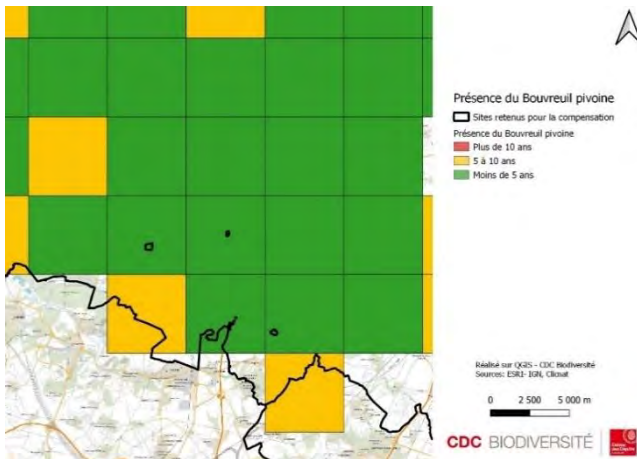 Présence du Bouvreuil pivoine
Sites retenus pour la compensation
Présence du Bouvreuil pivoine
Plus de 10 ans
5 à 10 ans
Moins de 5 ans
Réalisé sur QGIS - CDC Biodiversité
Sources: ESRI- IGN, Clicnat
0 2 500 5 000 m
CDC BIODIVERSITÉ